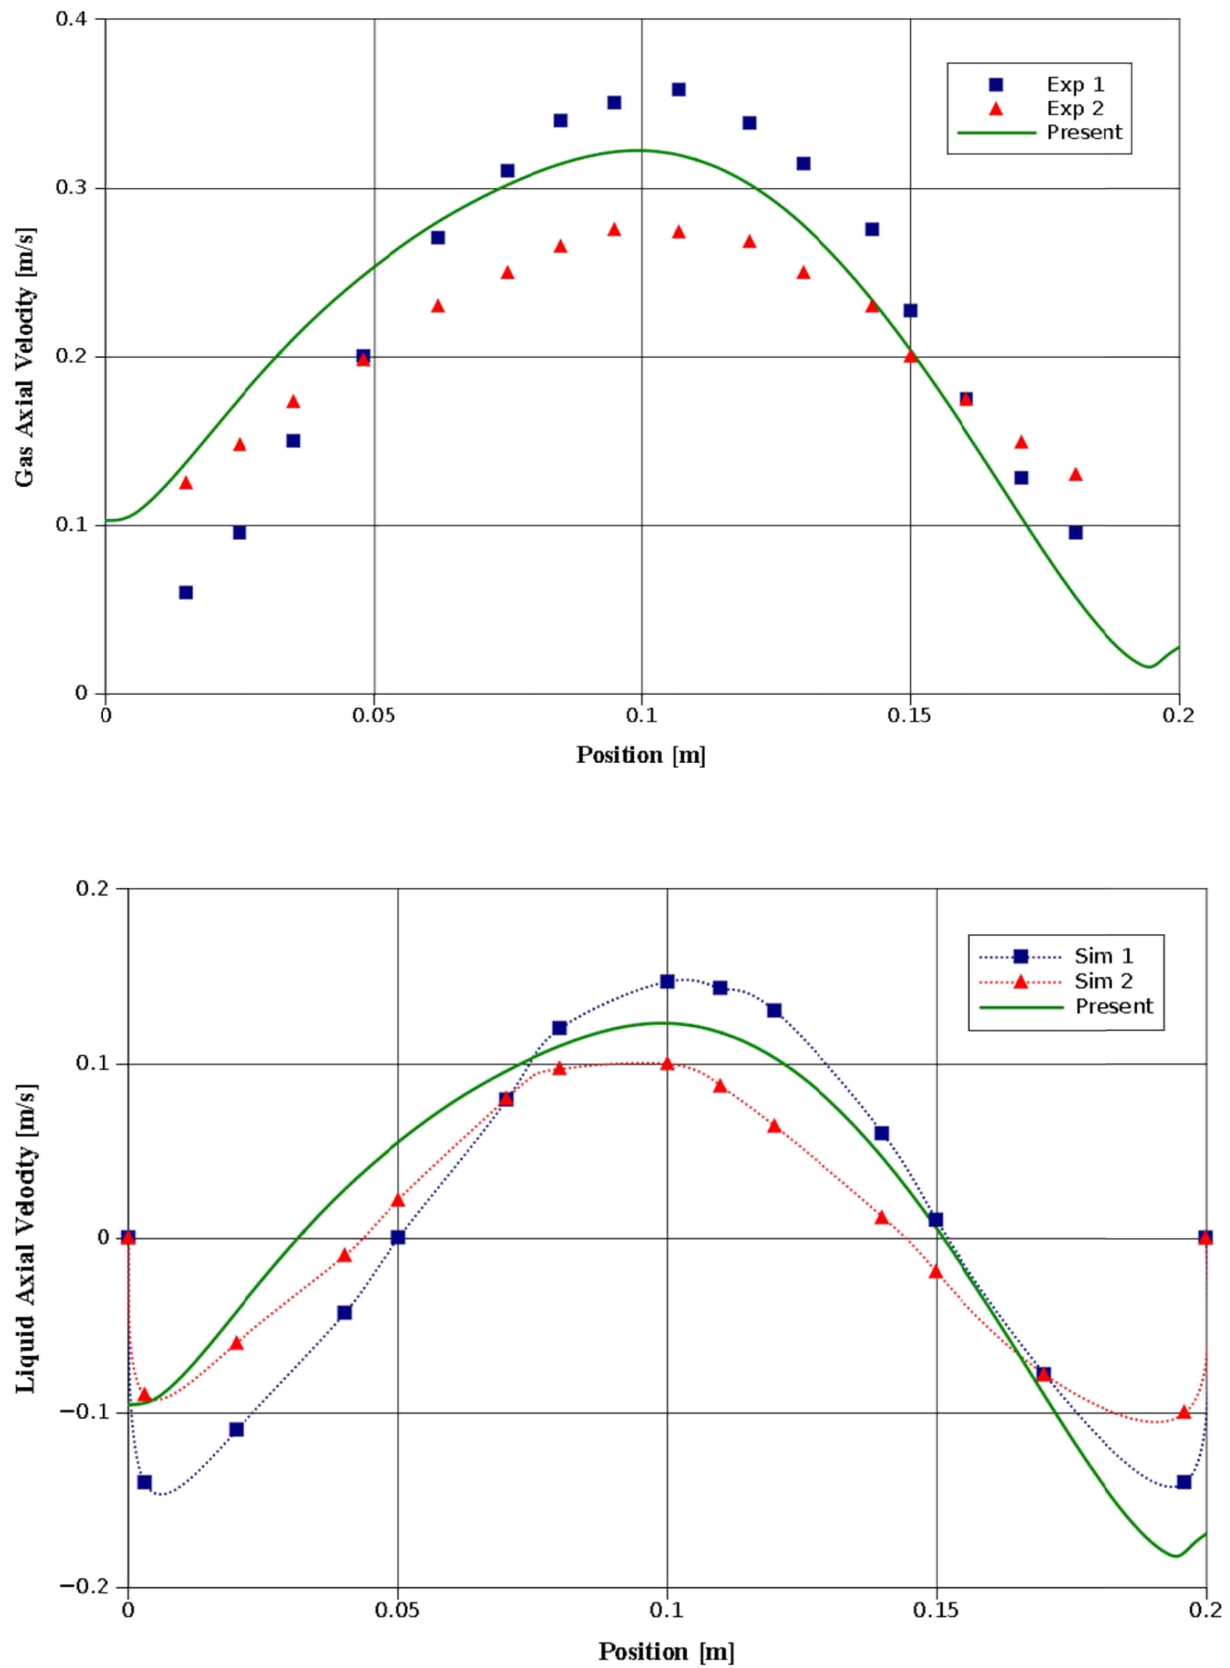 0.4
Exp 1
Exp 2
Present
0.3
Gas Axial Velocity [m/s]
0.2
0.1
0
0 0.05 0.1 0.15 0.2
Position [m]
0.2
Sim 1
Sim 2
Present
0.1
Liquid Axial Velocity [m/s]
0
−0.1
−0.2
0 0.05 0.1 0.15 0.2
Position [m]